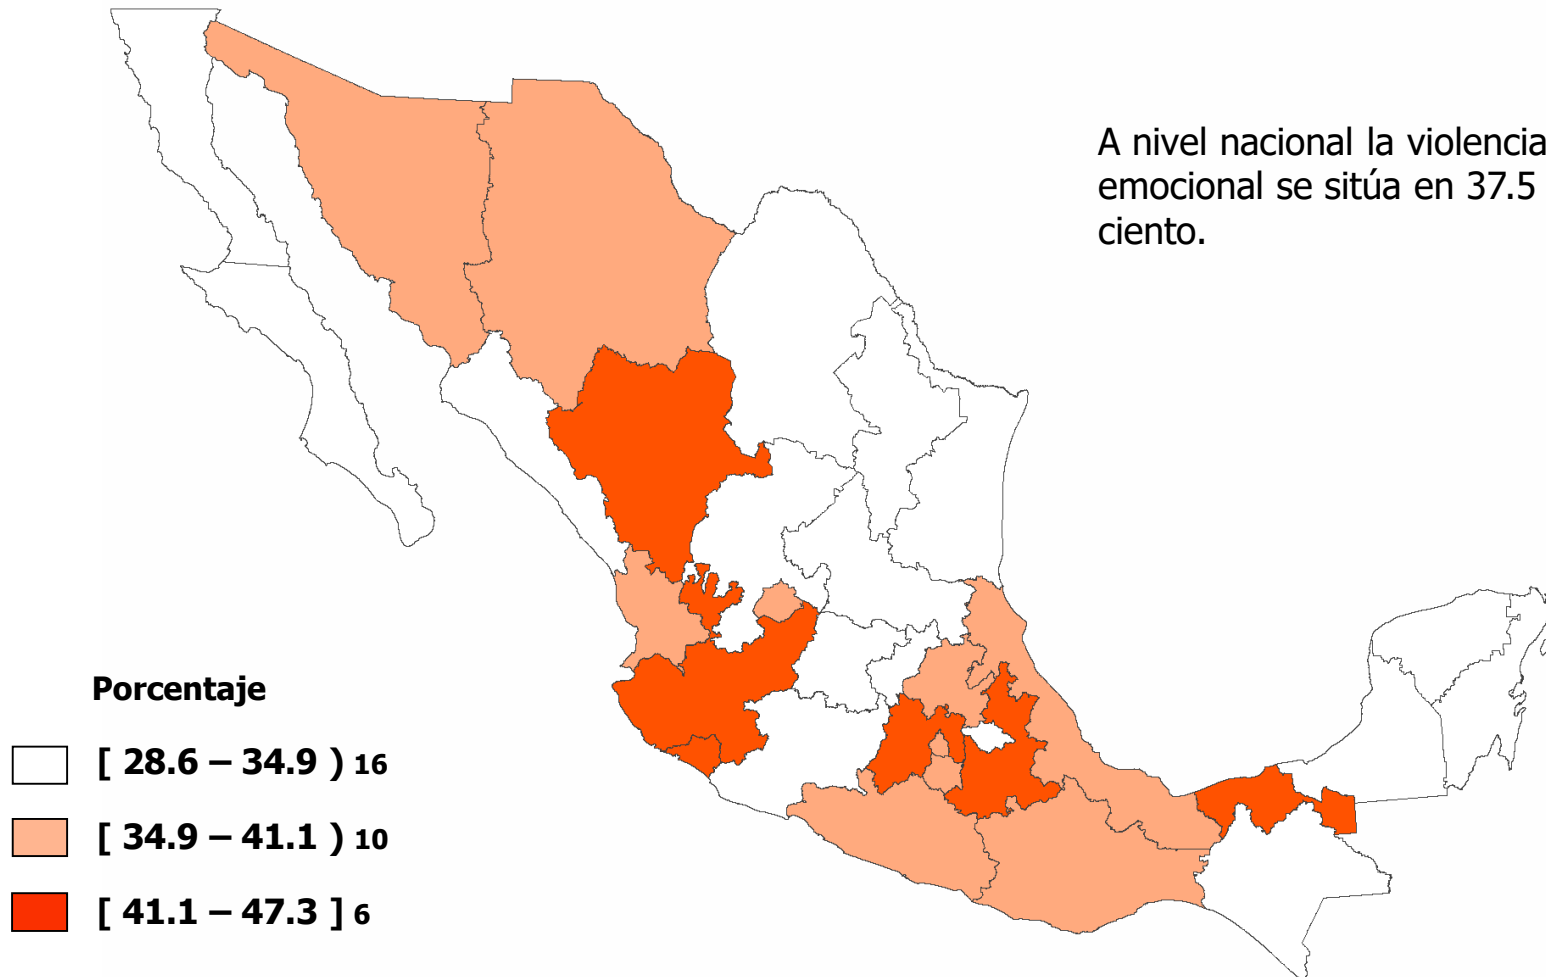 A nivel nacional la violencia
emocional se sitúa en 37.5
ciento.
Porcentaje
[ 28.6 – 34.9 ) 16
[ 34.9 – 41.1 ) 10
[ 41.1 – 47.3 ] 6